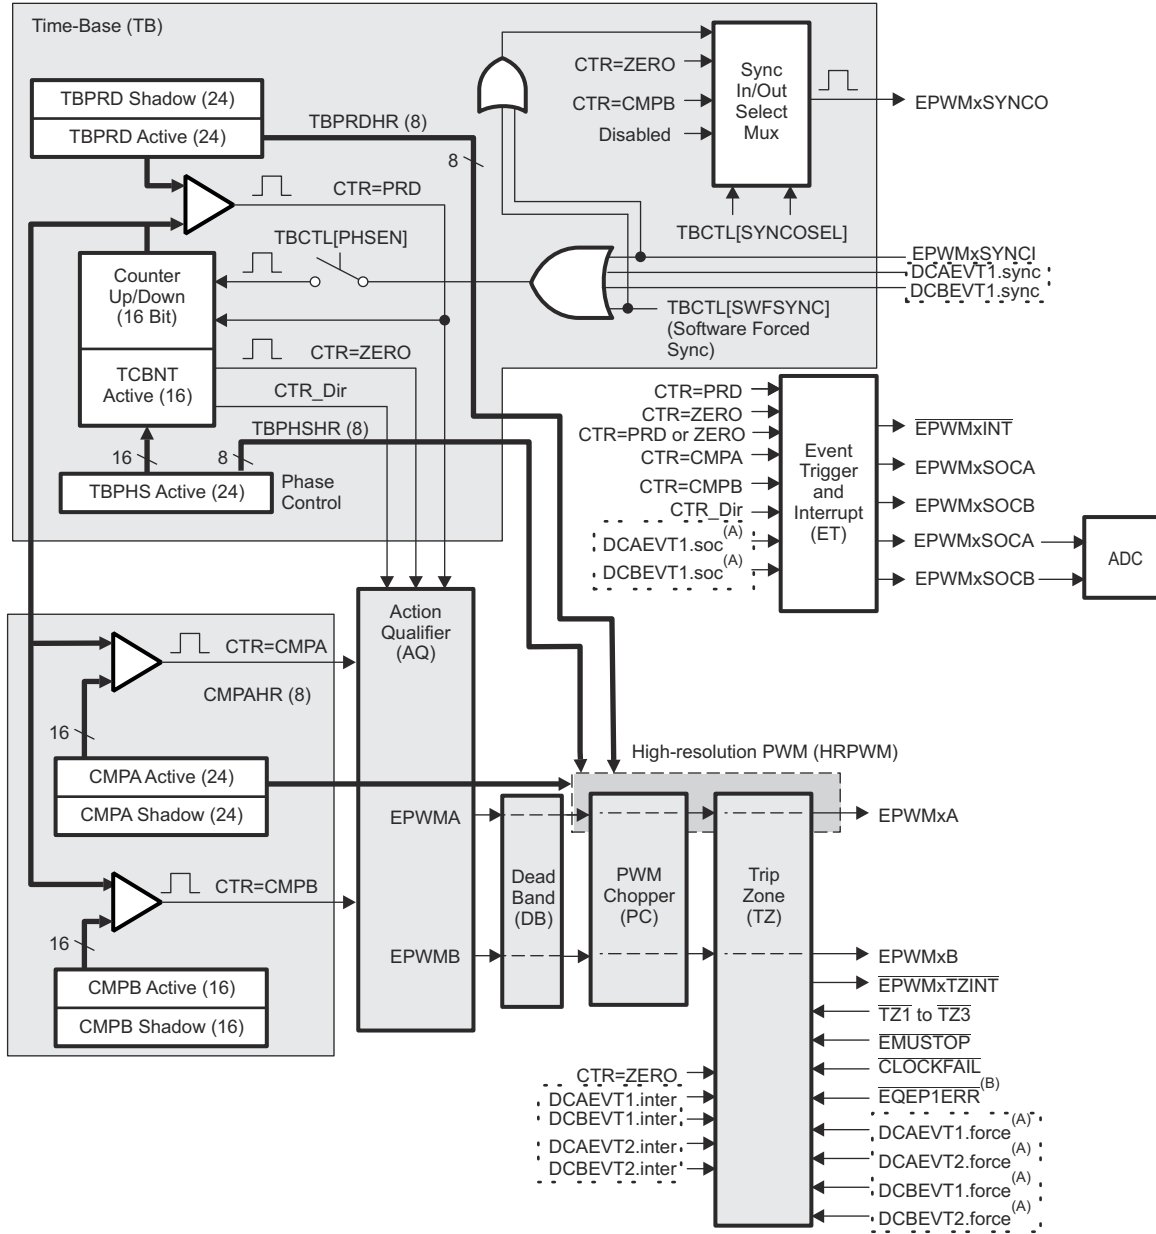 Time-Base (TB)
TBPRD Shadow (24)
TBPRD Active (24)
TBPRDHR (8)
8
CTR=PRD
TBCTL[PHSEN]
Counter
Up/Down
(16 Bit)
TCBNT
Active (16)
CTR=ZERO
CTR_Dir
TBPHSHR (8)
16
8
TBPHS Active (24)
Phase
Control
CTR=ZERO
CTR=CMPB
Disabled
Sync
In/Out
Select
Mux
EPWMxSYNCO
TBCTL[SYNCOSEL]
EPWMxSYNCI
DCAEVT1.sync
DCBEVT1.sync
TBCTL[SWFSYNC]
(Software Forced
Sync)
CTR=PRD
CTR=ZERO
CTR=PRD or ZERO
CTR=CMPA
CTR=CMPB
CTR_Dir
DCAEVT1.soc(A)
DCBEVT1.soc(A)
Event
Trigger
and
Interrupt
(ET)
EPWMxINT
EPWMxSOCA
EPWMxSOCB
EPWMxSOCA
EPWMxSOCB
ADC
Action
Qualifier
(AQ)
CTR=CMPA
CMPAHR (8)
16
CMPA Active (24)
CMPA Shadow (24)
CTR=CMPB
16
CMPB Active (16)
CMPB Shadow (16)
EPWMA
EPWMB
High-resolution PWM (HRPWM)
Dead
Band
(DB)
PWM
Chopper
(PC)
Trip
Zone
(TZ)
EPWMxA
EPWMxB
EPWMxTZINT
TZ1 to TZ3
EMUSTOP
CLOCKFAIL
EQEP1ERR(B)
DCAEVT1.force(A)
DCAEVT2.force(A)
DCBEVT1.force(A)
DCBEVT2.force(A)
CTR=ZERO
DCAEVT1.inter
DCBEVT1.inter
DCAEVT2.inter
DCBEVT2.inter